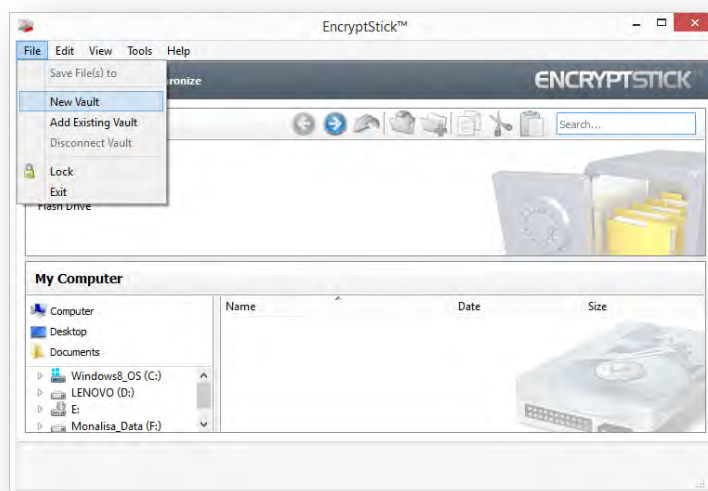 EncryptStick™
File Edit View Tools Help
Save File(s) to
New Vault
Add Existing Vault
Disconnect Vault
Lock
Exit
ronize
ENCRYPTSTICK
Search...
Flash Drive
My Computer
Computer
Desktop
Documents
Windows8_OS (C:)
LENOVO (D:)
E:
Monalisa_Data (F:)
Name Date Size